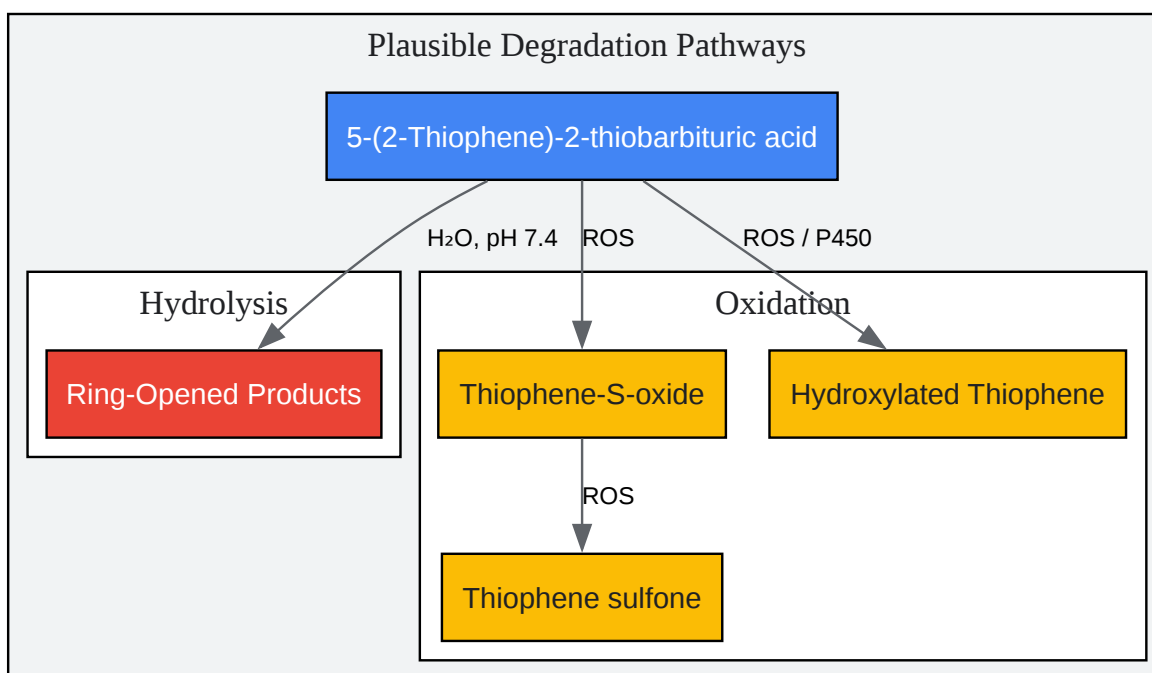 Plausible Degradation Pathways
5-(2-Thiophene)-2-thiobarbituric acid
H₂O, pH 7.4
ROS
ROS / P450
Hydrolysis
Oxidation
Ring-Opened Products
Thiophene-S-oxide
Hydroxylated Thiophene
ROS
Thiophene sulfone